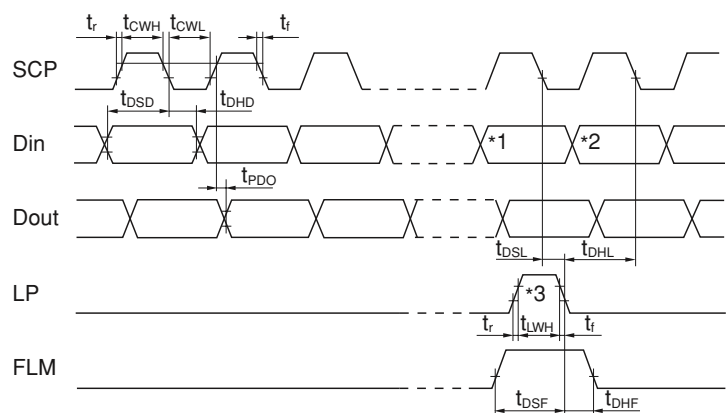 tr tCWH tCWL tf
SCP
tDSD tDHD
Din *1 *2
tPDO
Dout
tDSL tDHL
LP *3
tr tLWH tf
FLM
tDSF tDHF